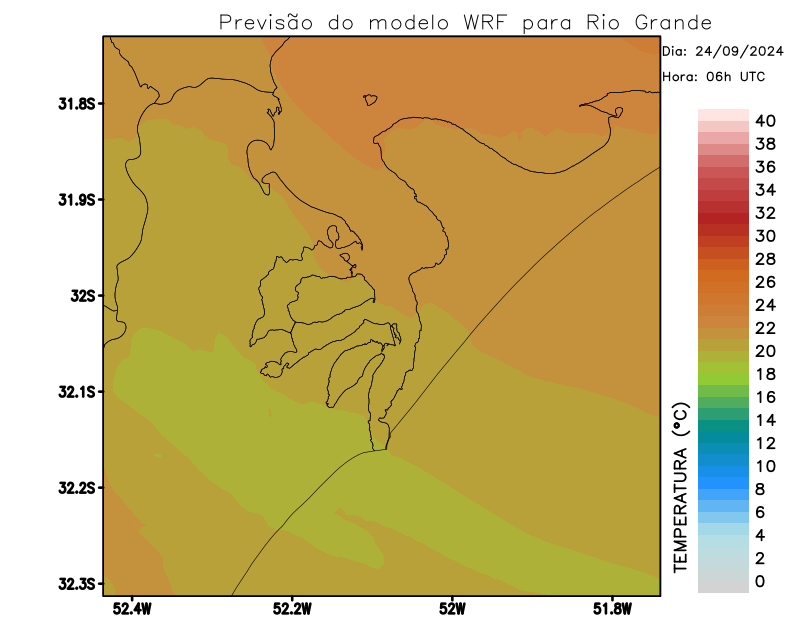 Previsão do modelo WRF para Rio Grande
Dia: 24/09/2024
Hora: 06h UTC
31.8S
31.9S
32S
32.1S
32.2S
32.3S
52.4W
52.2W
52W
51.8W
TEMPERATURA (°C)
40
38
36
34
32
30
28
26
24
22
20
18
16
14
12
10
8
6
4
2
0